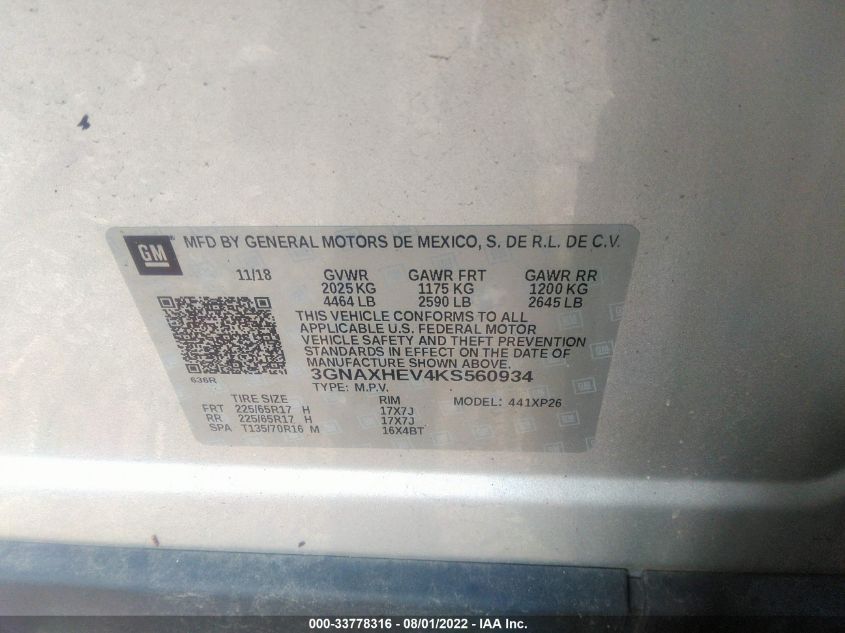 GM
MFD BY GENERAL MOTORS DE MEXICO, S. DE R.L. DE C.V.
11/18 GVWR GAWR FRT GAWR RR
2025 KG 1175 KG 1200 KG
4464 LB 2590 LB 2645 LB
THIS VEHICLE CONFORMS TO ALL
APPLICABLE U.S. FEDERAL MOTOR
VEHICLE SAFETY AND THEFT PREVENTION
STANDARDS IN EFFECT ON THE DATE OF
MANUFACTURE SHOWN ABOVE.
3GNAXHEV4KS560934
636R
TYPE: M.P.V.
TIRE SIZE RIM MODEL: 441XP26
FRT 225/65R17 H 17X7J
RR 225/65R17 H 17X7J
SPA T135/70R16 M 16X4BT
000-33778316 - 08/01/2022 - IAA Inc.